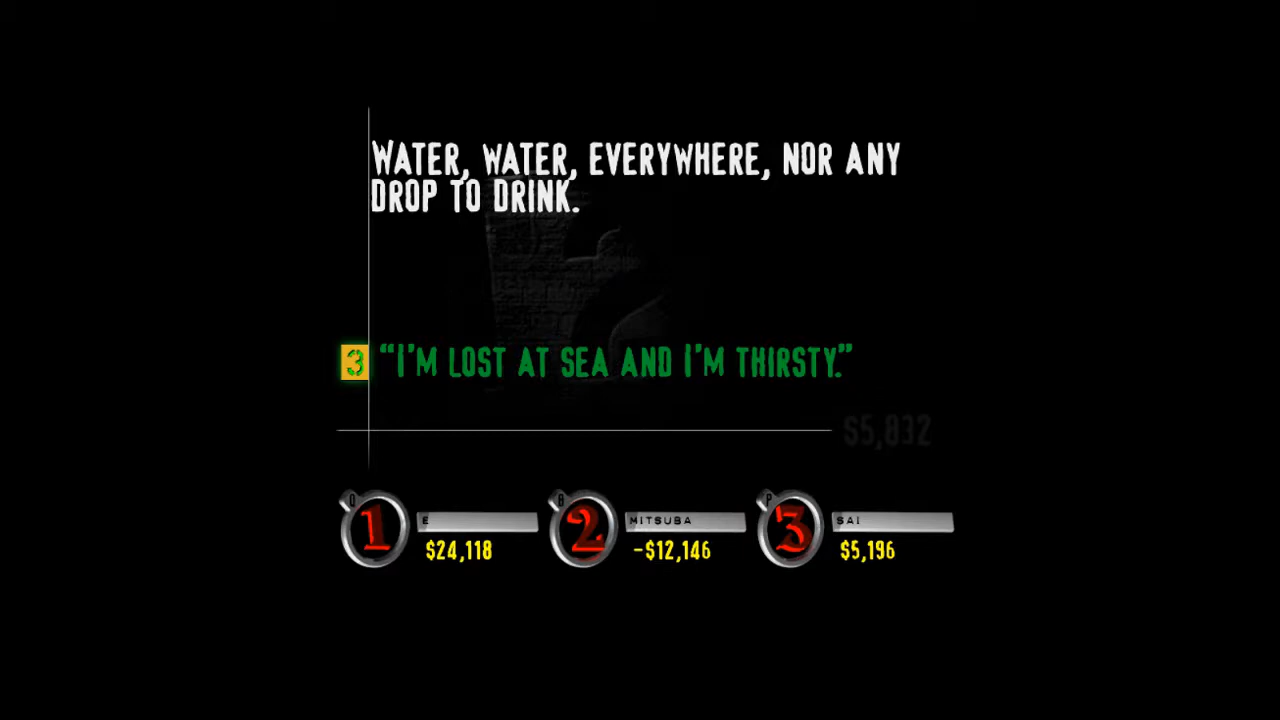 Water, water, everywhere, nor any
drop to drink.
3 “I'm lost at sea and I'm thirsty.”
$5,832
Q B P
1 E 2 MITSUBA 3 SAI
$24,118 -$12,146 $5,196